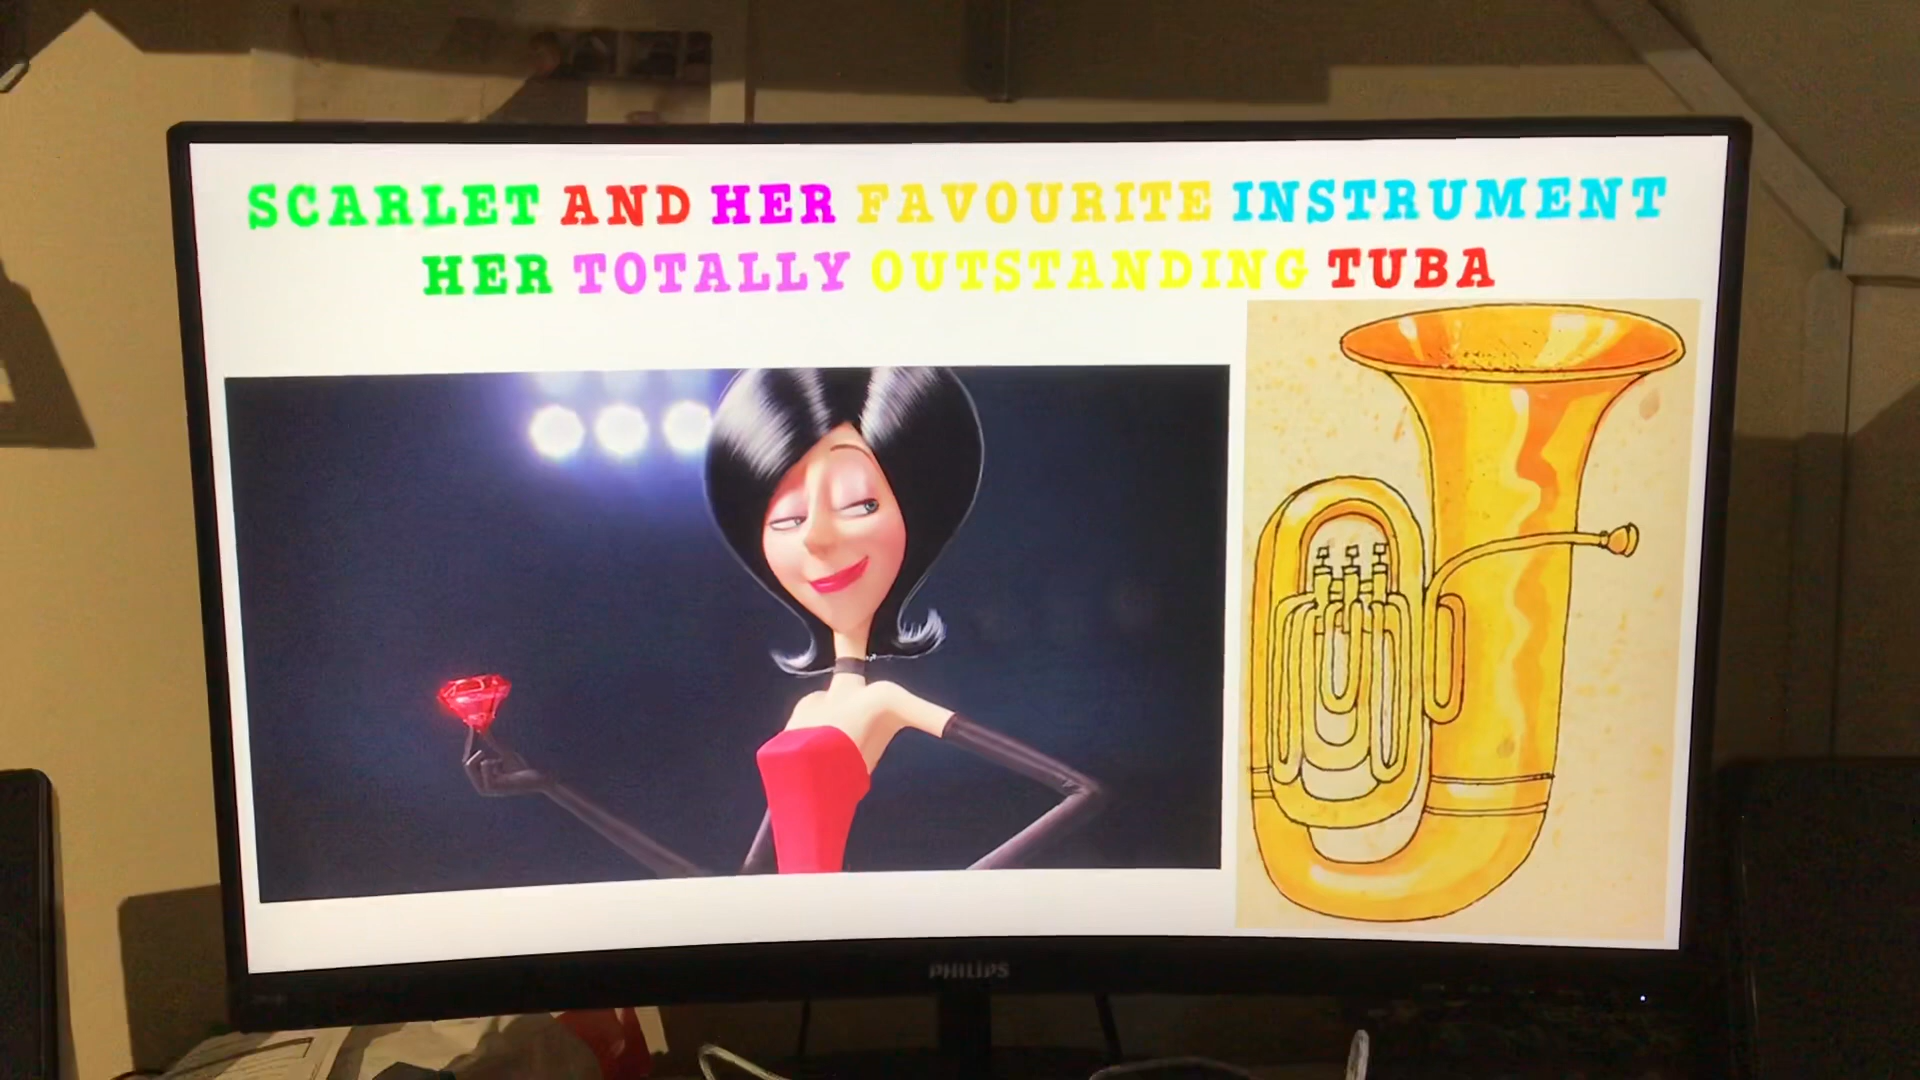 SCARLET AND HER FAVOURITE INSTRUMENT
HER TOTALLY OUTSTANDING TUBA
PHILIPS